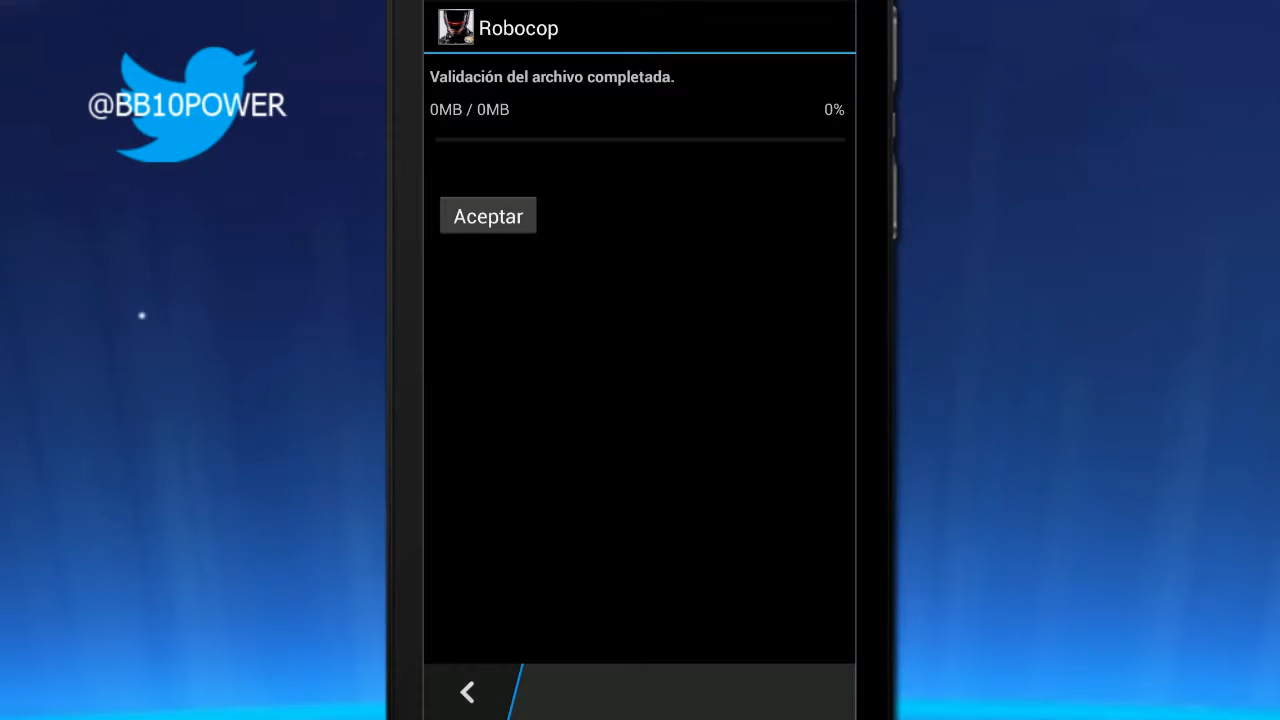 Robocop
@BB10POWER
Validación del archivo completada.
0MB / 0MB 0%
Aceptar